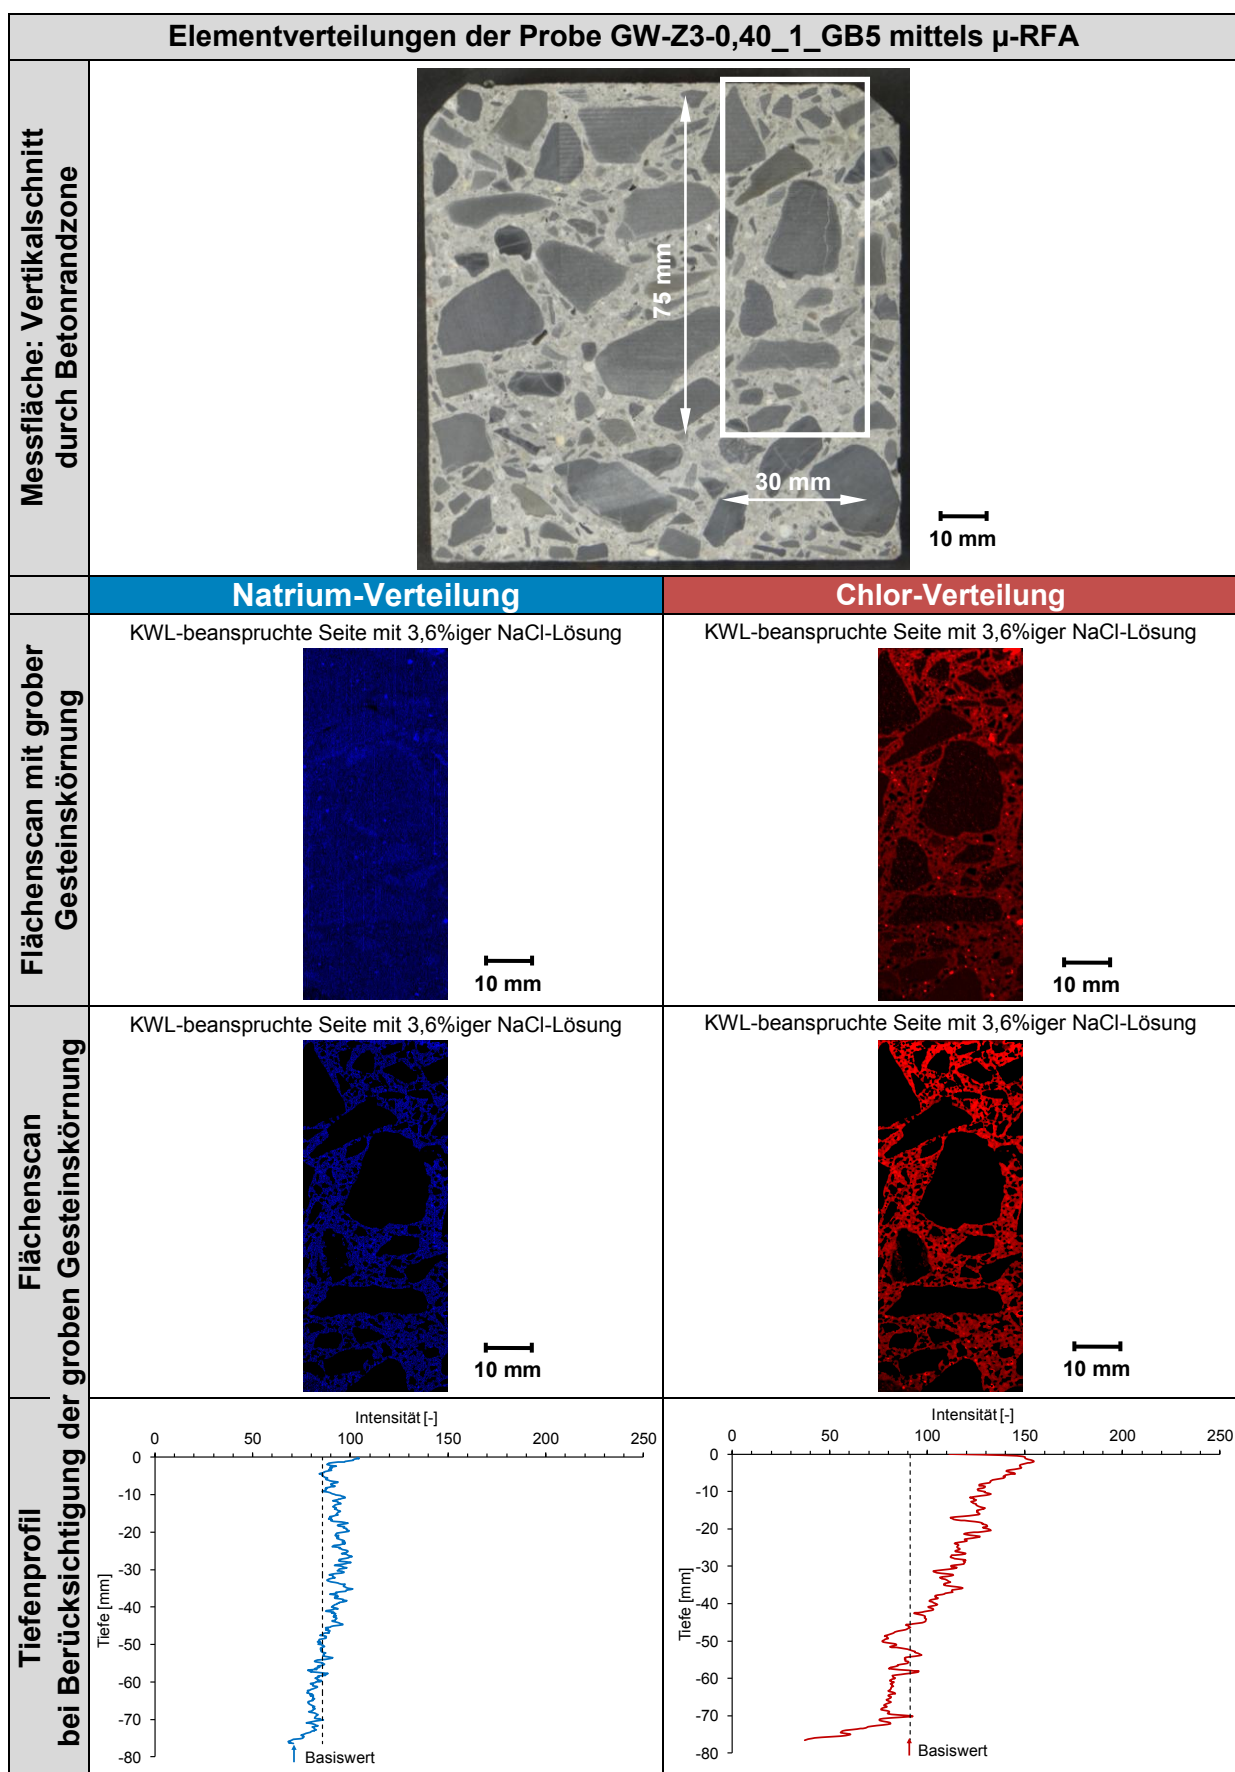 Elementverteilungen der Probe GW-Z3-0,40_1_GB5 mittels µ-RFA
Messfläche: Vertikalschnitt
durch Betonrandzone
75 mm
30 mm
10 mm
Natrium-Verteilung
Chlor-Verteilung
Flächenscan mit grober
Gesteinskörnung
KWL-beanspruchte Seite mit 3,6%iger NaCl-Lösung
10 mm
KWL-beanspruchte Seite mit 3,6%iger NaCl-Lösung
10 mm
Flächenscan
bei Berücksichtigung der groben Gesteinskörnung
KWL-beanspruchte Seite mit 3,6%iger NaCl-Lösung
10 mm
KWL-beanspruchte Seite mit 3,6%iger NaCl-Lösung
10 mm
Tiefenprofil
Intensität [-]
0 50 100 150 200 250
Tiefe [mm]
0
-10
-20
-30
-40
-50
-60
-70
-80
Basiswert
Intensität [-]
0 50 100 150 200 250
Tiefe [mm]
0
-10
-20
-30
-40
-50
-60
-70
-80
Basiswert